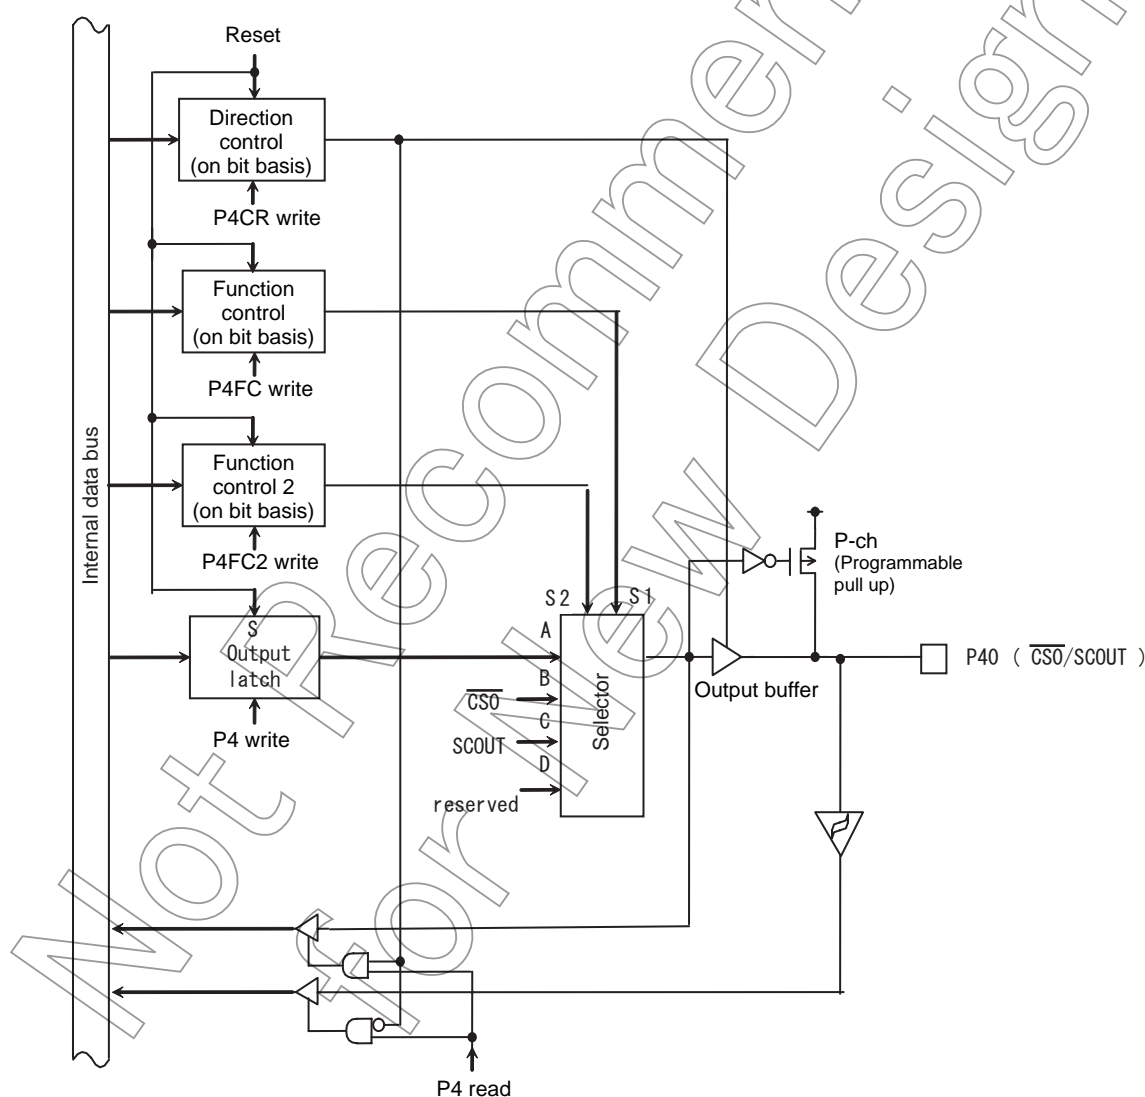 Reset
Direction
control
(on bit basis)
P4CR write
Function
control
(on bit basis)
P4FC write
Function
control 2
(on bit basis)
P4FC2 write
S
Output
latch
P4 write
Internal data bus
S2
S1
A
B
C
D
CS0
SCOUT
reserved
Selector
Output buffer
P-ch
(Programmable
pull up)
P40 ( CS0/SCOUT )
P4 read
Not Recommen
for New Design